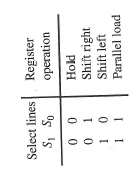 Select lines Register
S1 S0 operation
0 0 Hold
0 1 Shift right
1 0 Shift left
1 1 Parallel load